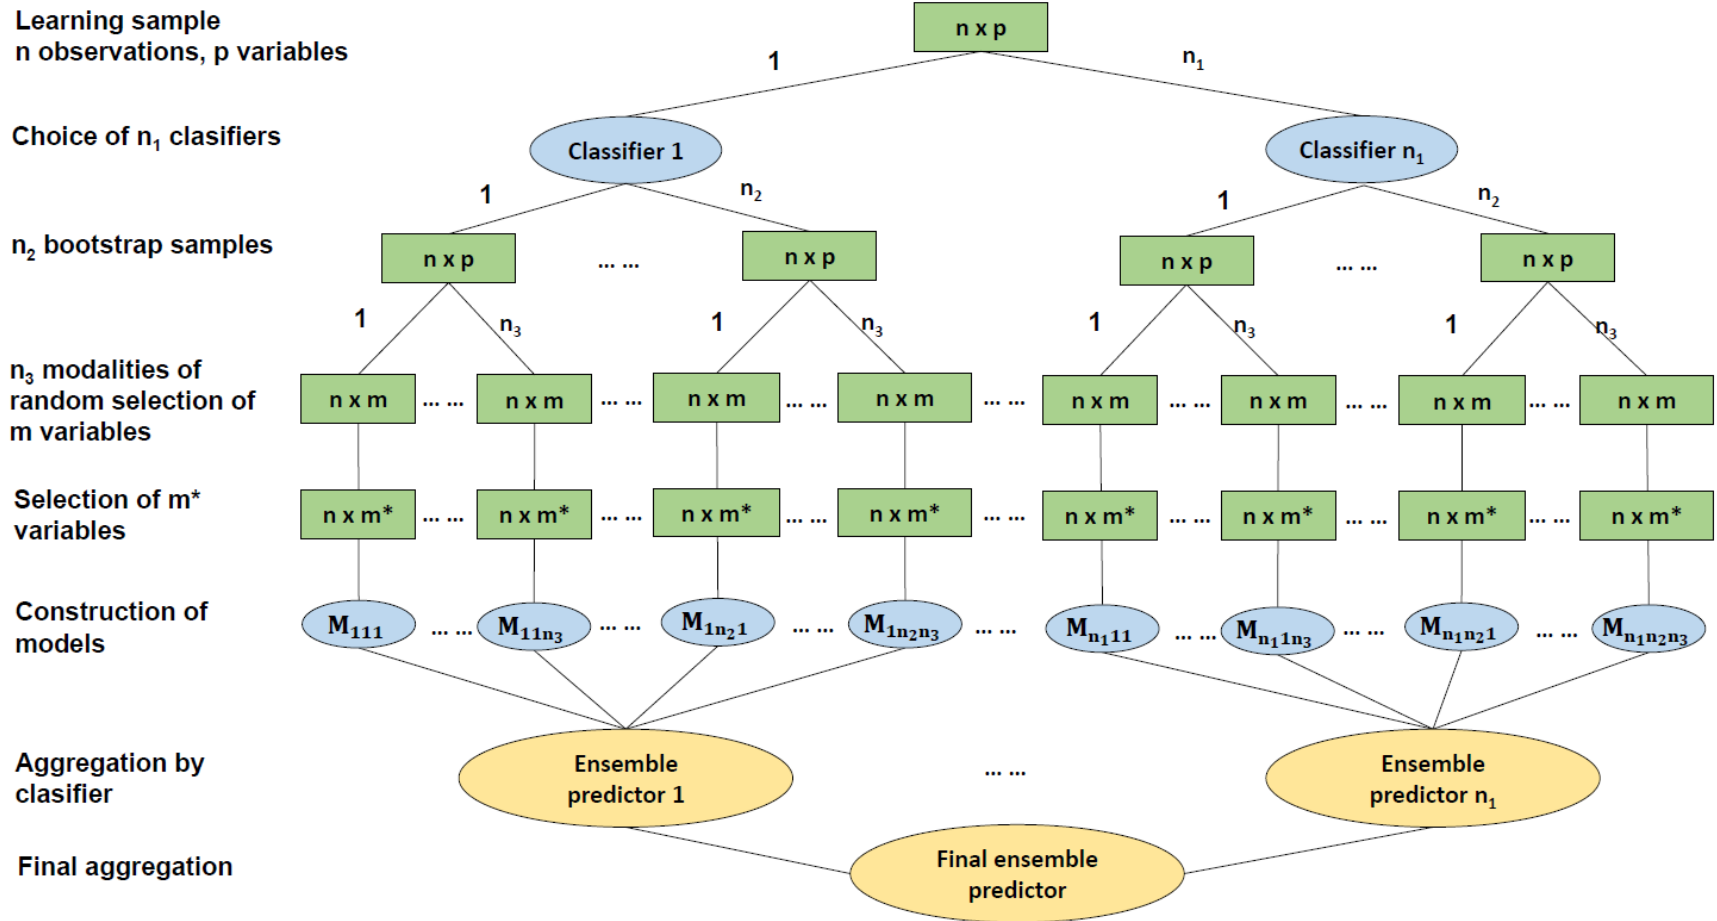 Learning sample
n observations, p variables
n x p
1
n₁
Choice of n₁ clasifiers
Classifier 1
Classifier n₁
1
n₂
1
n₂
n₂ bootstrap samples
n x p
... ...
n x p
n x p
... ...
n x p
1
n₃
1
n₃
1
n₃
1
n₃
n₃ modalities of
random selection of
m variables
n x m
... ...
n x m
... ...
n x m
... ...
n x m
... ...
n x m
... ...
n x m
... ...
n x m
... ...
n x m
Selection of m*
variables
n x m*
... ...
n x m*
... ...
n x m*
... ...
n x m*
... ...
n x m*
... ...
n x m*
... ...
n x m*
... ...
n x m*
Construction of
models
M₁₁₁
... ...
M₁₁ₙ₃
... ...
M₁ₙ₂₁
... ...
M₁ₙ₂ₙ₃
... ...
Mₙ₁₁₁
... ...
Mₙ₁₁ₙ₃
... ...
Mₙ₁ₙ₂₁
... ...
Mₙ₁ₙ₂ₙ₃
Aggregation by
clasifier
Ensemble
predictor 1
... ...
Ensemble
predictor n₁
Final aggregation
Final ensemble
predictor